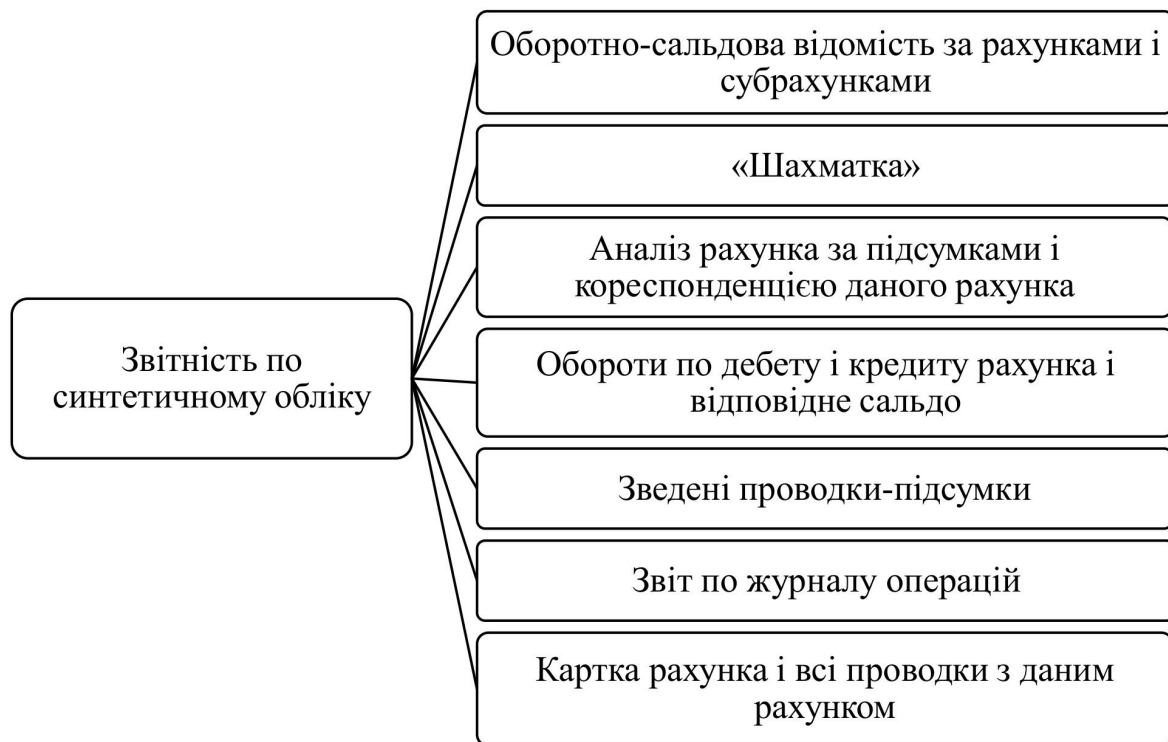 Оборотно-сальдова відомість за рахунками і
субрахунками
«Шахматка»
Аналіз рахунка за підсумками і
кореспонденцією даного рахунка
Звітність по
синтетичному обліку
Обороти по дебету і кредиту рахунка і
відповідне сальдо
Зведені проводки-підсумки
Звіт по журналу операцій
Картка рахунка і всі проводки з даним
рахунком